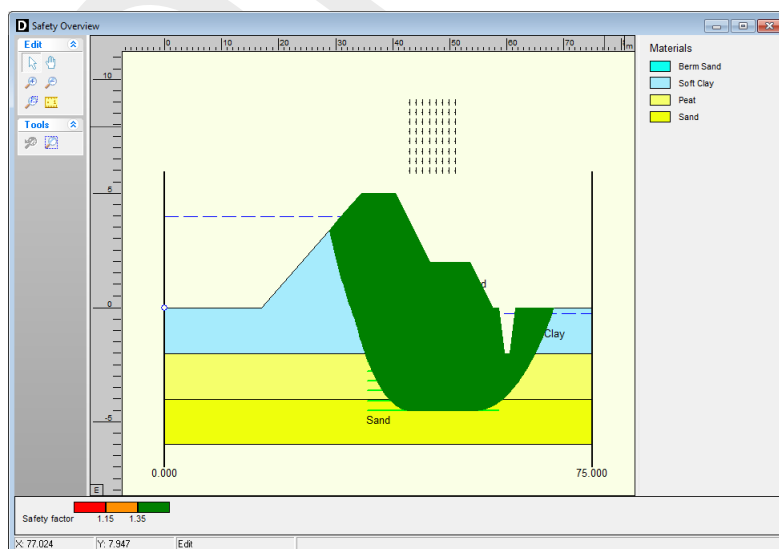 D Safety Overview
Edit
Tools
0 10 20 30 40 50 60 70 m
10
5
0
-5
E
Clay
Sand
0.000 75.000
Materials
Berm Sand
Soft Clay
Peat
Sand
Safety factor 1.15 1.35
X: 77.024 Y: 7.947 Edit